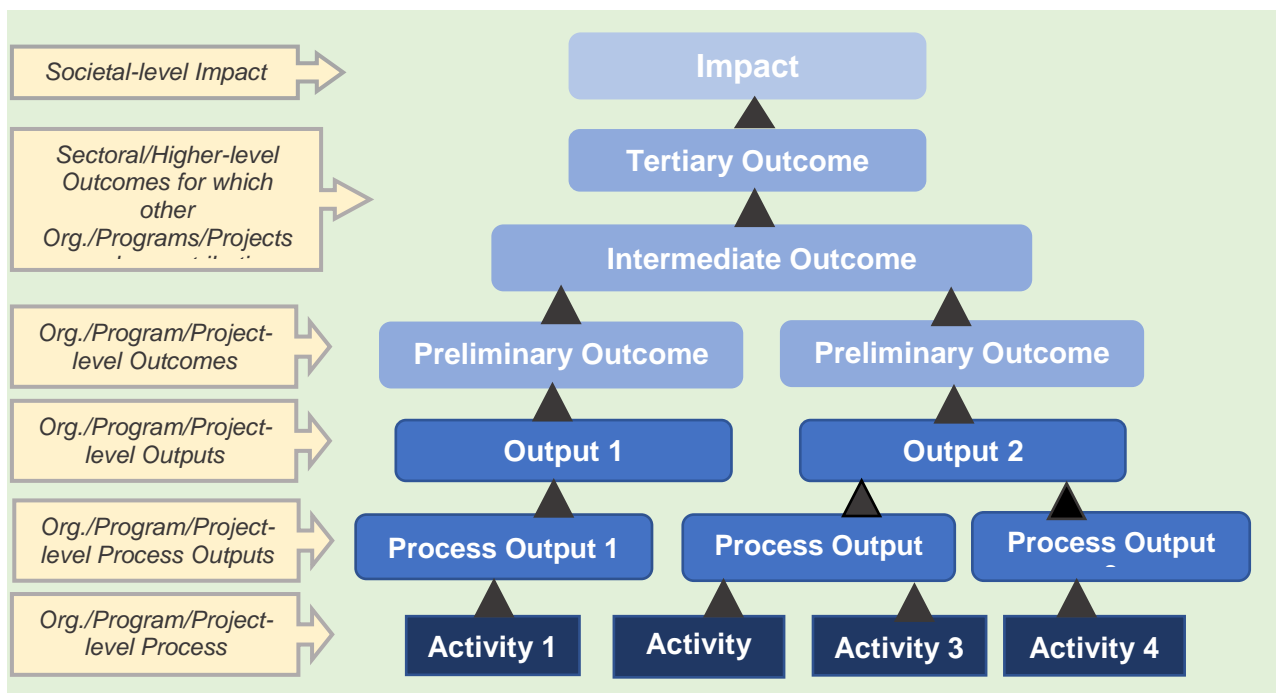 Societal-level Impact
Impact
Sectoral/Higher-level
Outcomes for which
other
Org./Programs/Projects
Tertiary Outcome
Intermediate Outcome
Org./Program/Project-
level Outcomes
Preliminary Outcome
Preliminary Outcome
Org./Program/Project-
level Outputs
Output 1
Output 2
Org./Program/Project-
level Process Outputs
Process Output 1
Process Output
Process Output
Org./Program/Project-
level Process
Activity 1
Activity
Activity 3
Activity 4